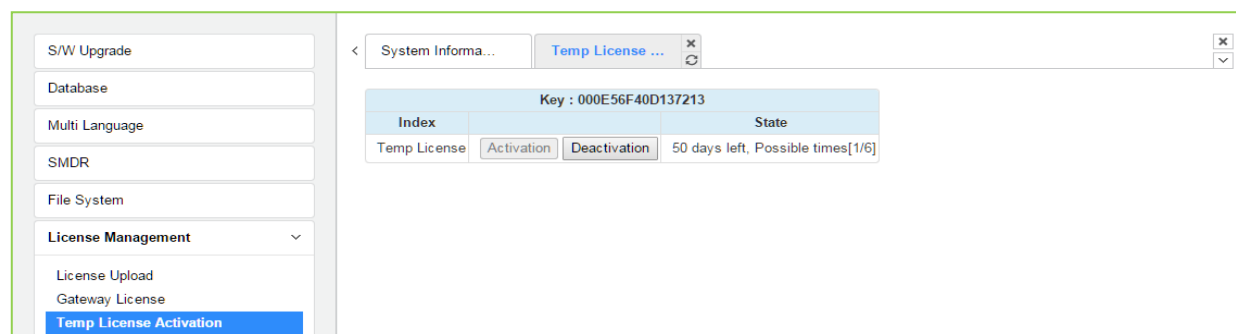 S/W Upgrade
Database
Multi Language
SMDR
File System
License Management
License Upload
Gateway License
Temp License Activation
System Informa... Temp License ...
Key : 000E56F40D137213
Index State
Temp License Activation Deactivation 50 days left, Possible times[1/6]